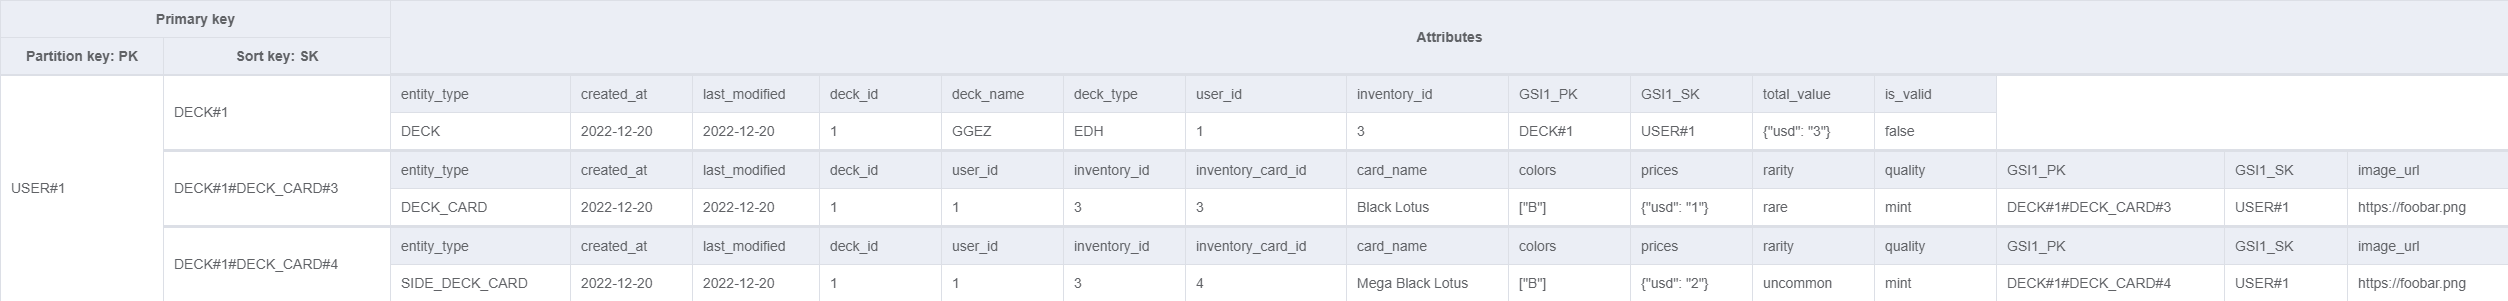 Primary key
Attributes
Partition key: PK Sort key: SK
USER#1
DECK#1
entity_type created_at last_modified deck_id deck_name deck_type user_id inventory_id GSI1_PK GSI1_SK total_value is_valid
DECK 2022-12-20 2022-12-20 1 GGEZ EDH 1 3 DECK#1 USER#1 {"usd": "3"} false
DECK#1#DECK_CARD#3
entity_type created_at last_modified deck_id user_id inventory_id inventory_card_id card_name colors prices rarity quality GSI1_PK GSI1_SK image_url
DECK_CARD 2022-12-20 2022-12-20 1 1 3 3 Black Lotus ["B"] {"usd": "1"} rare mint DECK#1#DECK_CARD#3 USER#1 https://foobar.png
DECK#1#DECK_CARD#4
entity_type created_at last_modified deck_id user_id inventory_id inventory_card_id card_name colors prices rarity quality GSI1_PK GSI1_SK image_url
SIDE_DECK_CARD 2022-12-20 2022-12-20 1 1 3 4 Mega Black Lotus ["B"] {"usd": "2"} uncommon mint DECK#1#DECK_CARD#4 USER#1 https://foobar.png